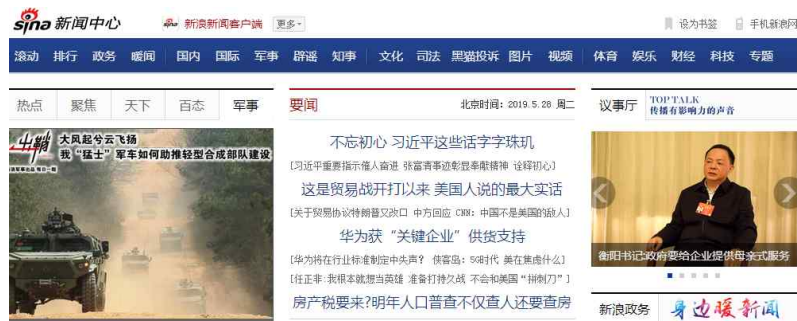 sina 新闻中心 新浪新闻客户端 更多 设为书签 手机新浪网
滚动 排行 政务 暖闻 国内 国际 军事 辟谣 知事 文化 司法 黑猫投诉 图片 视频 体育 娱乐 财经 科技 专题
热点 聚焦 天下 百态 军事
出鞘
大风起兮云飞扬
我“猛士”军车如何助推轻型合成部队建设
要闻 北京时间：2019.5.28 周二
不忘初心 习近平这些话字字珠玑
[习近平重要指示催人奋进 张富清事迹彰显奉献精神 诠释初心]
这是贸易战开打以来 美国人说的最大实话
[关于贸易协议特朗普又改口 中方回应 CNN：中国不是美国的敌人]
华为获“关键企业”供货支持
[华为将在行业标准制定中失声？ 侠客岛：5G时代 美在焦虑什么]
[任正非:我根本就想当英雄 准备打持久战 不会和美国“拼刺刀”]
房产税要来?明年人口普查不仅查人还要查房
议事厅 TOP TALK
传播有影响力的声音
衡阳书记:政府要给企业提供母亲式服务
新浪政务 身边暖新闻